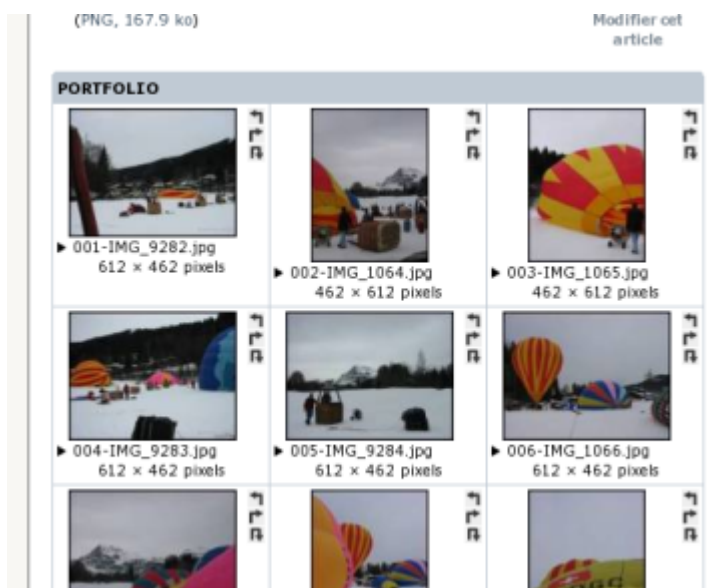 (PNG, 167.9 ko)
Modifier cet
article
PORTFOLIO
001-IMG_9282.jpg
612 × 462 pixels
002-IMG_1064.jpg
462 × 612 pixels
003-IMG_1065.jpg
462 × 612 pixels
004-IMG_9283.jpg
612 × 462 pixels
005-IMG_9284.jpg
612 × 462 pixels
006-IMG_1066.jpg
612 × 462 pixels